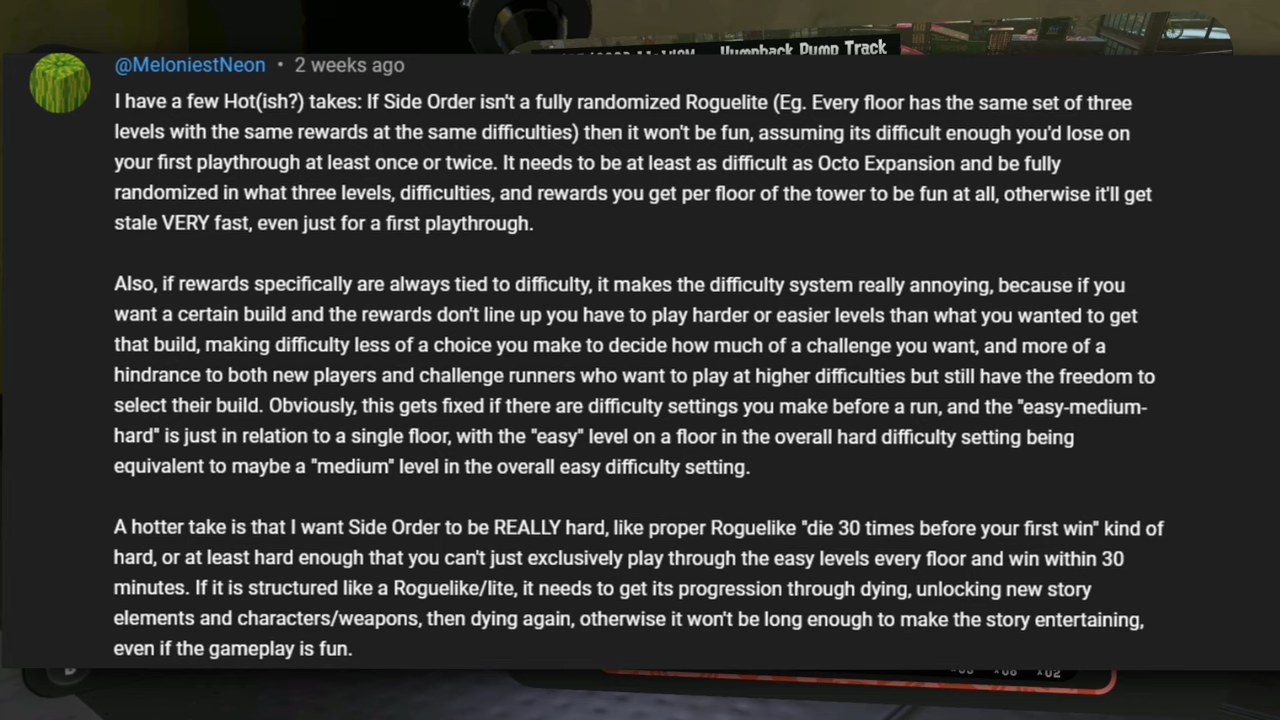 Humpback Pump Track
@MeloniestNeon • 2 weeks ago
I have a few Hot(ish?) takes: If Side Order isn't a fully randomized Roguelite (Eg. Every floor has the same set of three
levels with the same rewards at the same difficulties) then it won't be fun, assuming its difficult enough you'd lose on
your first playthrough at least once or twice. It needs to be at least as difficult as Octo Expansion and be fully
randomized in what three levels, difficulties, and rewards you get per floor of the tower to be fun at all, otherwise it'll get
stale VERY fast, even just for a first playthrough.
Also, if rewards specifically are always tied to difficulty, it makes the difficulty system really annoying, because if you
want a certain build and the rewards don't line up you have to play harder or easier levels than what you wanted to get
that build, making difficulty less of a choice you make to decide how much of a challenge you want, and more of a
hindrance to both new players and challenge runners who want to play at higher difficulties but still have the freedom to
select their build. Obviously, this gets fixed if there are difficulty settings you make before a run, and the "easy-medium-
hard" is just in relation to a single floor, with the "easy" level on a floor in the overall hard difficulty setting being
equivalent to maybe a "medium" level in the overall easy difficulty setting.
A hotter take is that I want Side Order to be REALLY hard, like proper Roguelike "die 30 times before your first win" kind of
hard, or at least hard enough that you can't just exclusively play through the easy levels every floor and win within 30
minutes. If it is structured like a Roguelike/lite, it needs to get its progression through dying, unlocking new story
elements and characters/weapons, then dying again, otherwise it won't be long enough to make the story entertaining,
even if the gameplay is fun.